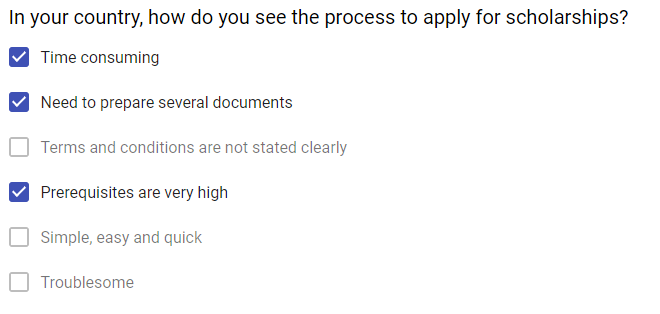 In your country, how do you see the process to apply for scholarships?
Time consuming
Need to prepare several documents
Terms and conditions are not stated clearly
Prerequisites are very high
Simple, easy and quick
Troublesome